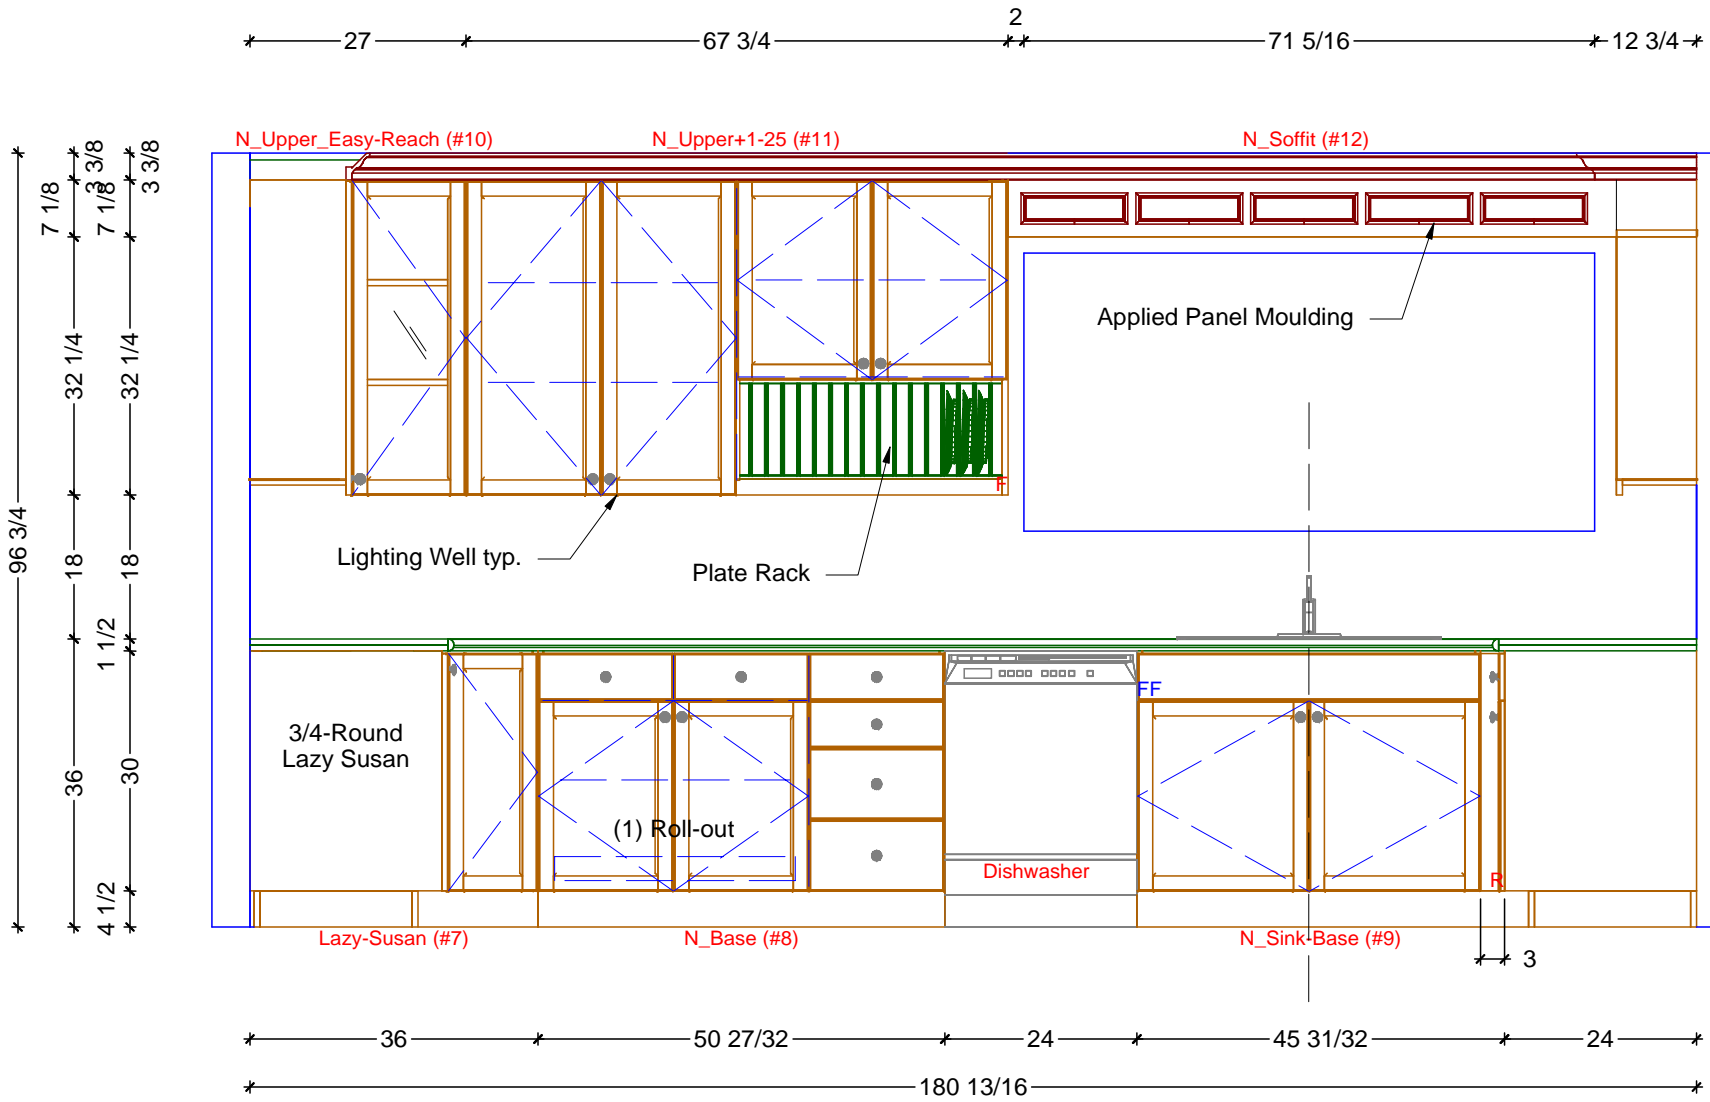 2
27
67 3/4
71 5/16
12 3/4
N_Upper_Easy-Reach (#10)
N_Upper+1-25 (#11)
N_Soffit (#12)
3 3/8
3 3/8
7 1/8
7 1/8
32 1/4
32 1/4
Applied Panel Moulding
F
96 3/4
18
18
Lighting Well typ.
Plate Rack
1 1/2
FF
3/4-Round
Lazy Susan
36
30
(1) Roll-out
Dishwasher
R
4 1/2
Lazy-Susan (#7)
N_Base (#8)
N_Sink-Base (#9)
3
36
50 27/32
24
45 31/32
24
180 13/16